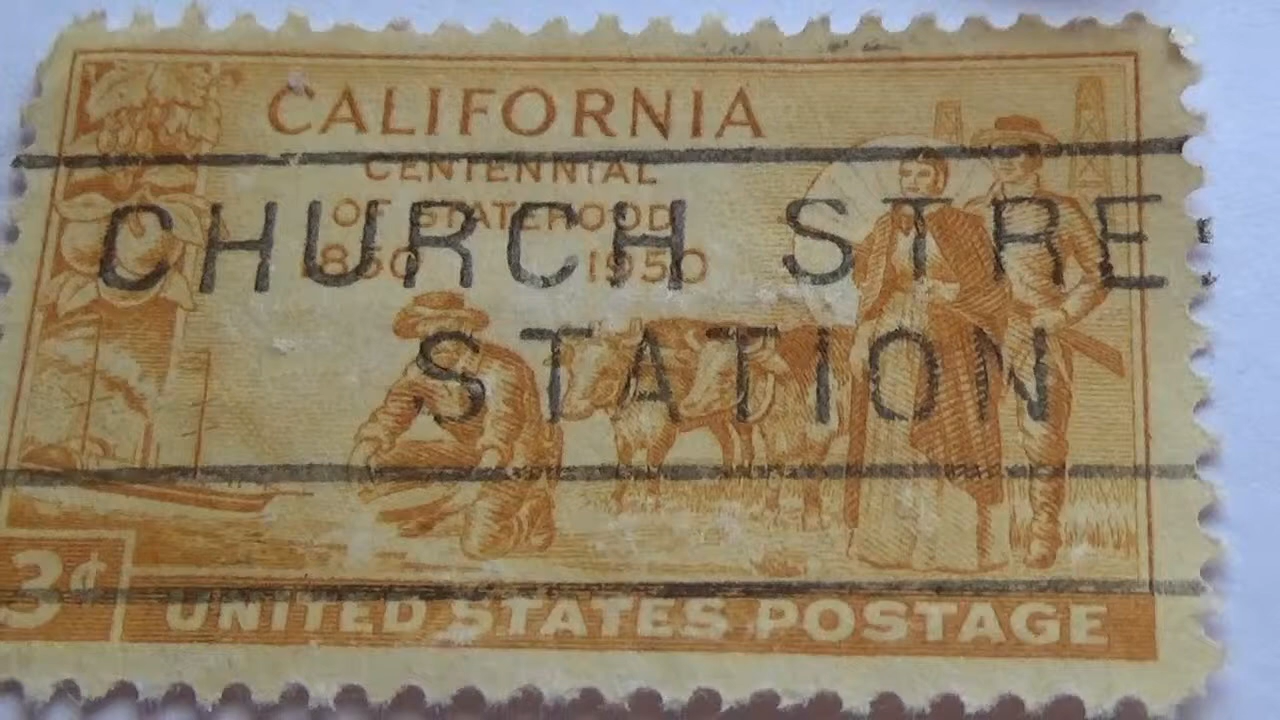 CALIFORNIA
CENTENNIAL
OF STATEHOOD
1850 1950
CHURCH STRE
STATION
3¢ UNITED STATES POSTAGE